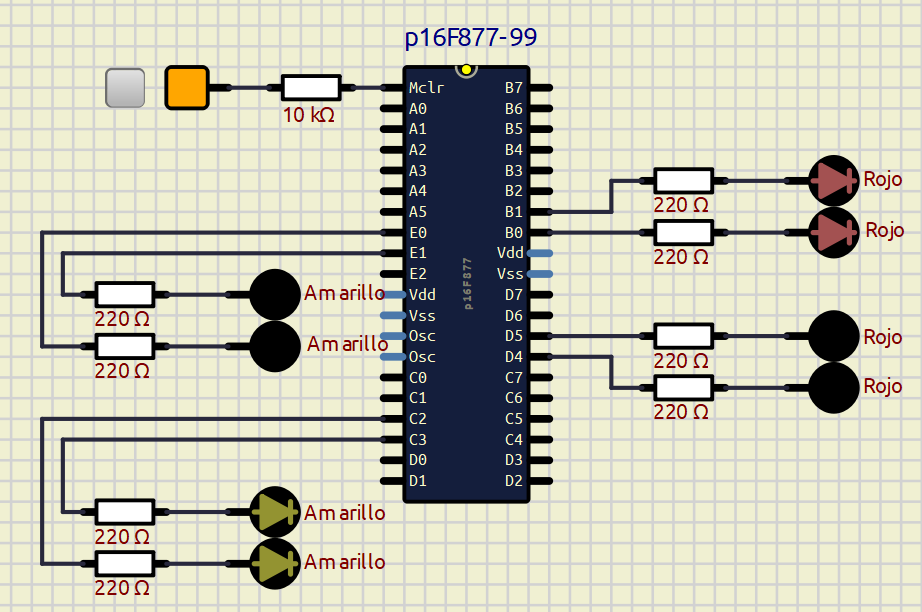 p16F877-99
Mclr B7
10 kΩ
A0 B6
A1 B5
A2 B4
A3 B3
A4 B2
A5 B1
E0 B0
E1 Vdd
E2 Vss
Vdd D7
Vss D6
Osc D5
Osc D4
C0 C7
C1 C6
C2 C5
C3 C4
D0 D3
D1 D2
p16F877
220 Ω
Amarillo
220 Ω
Amarillo
220 Ω
Amarillo
220 Ω
Amarillo
220 Ω
Rojo
220 Ω
Rojo
220 Ω
Rojo
220 Ω
Rojo